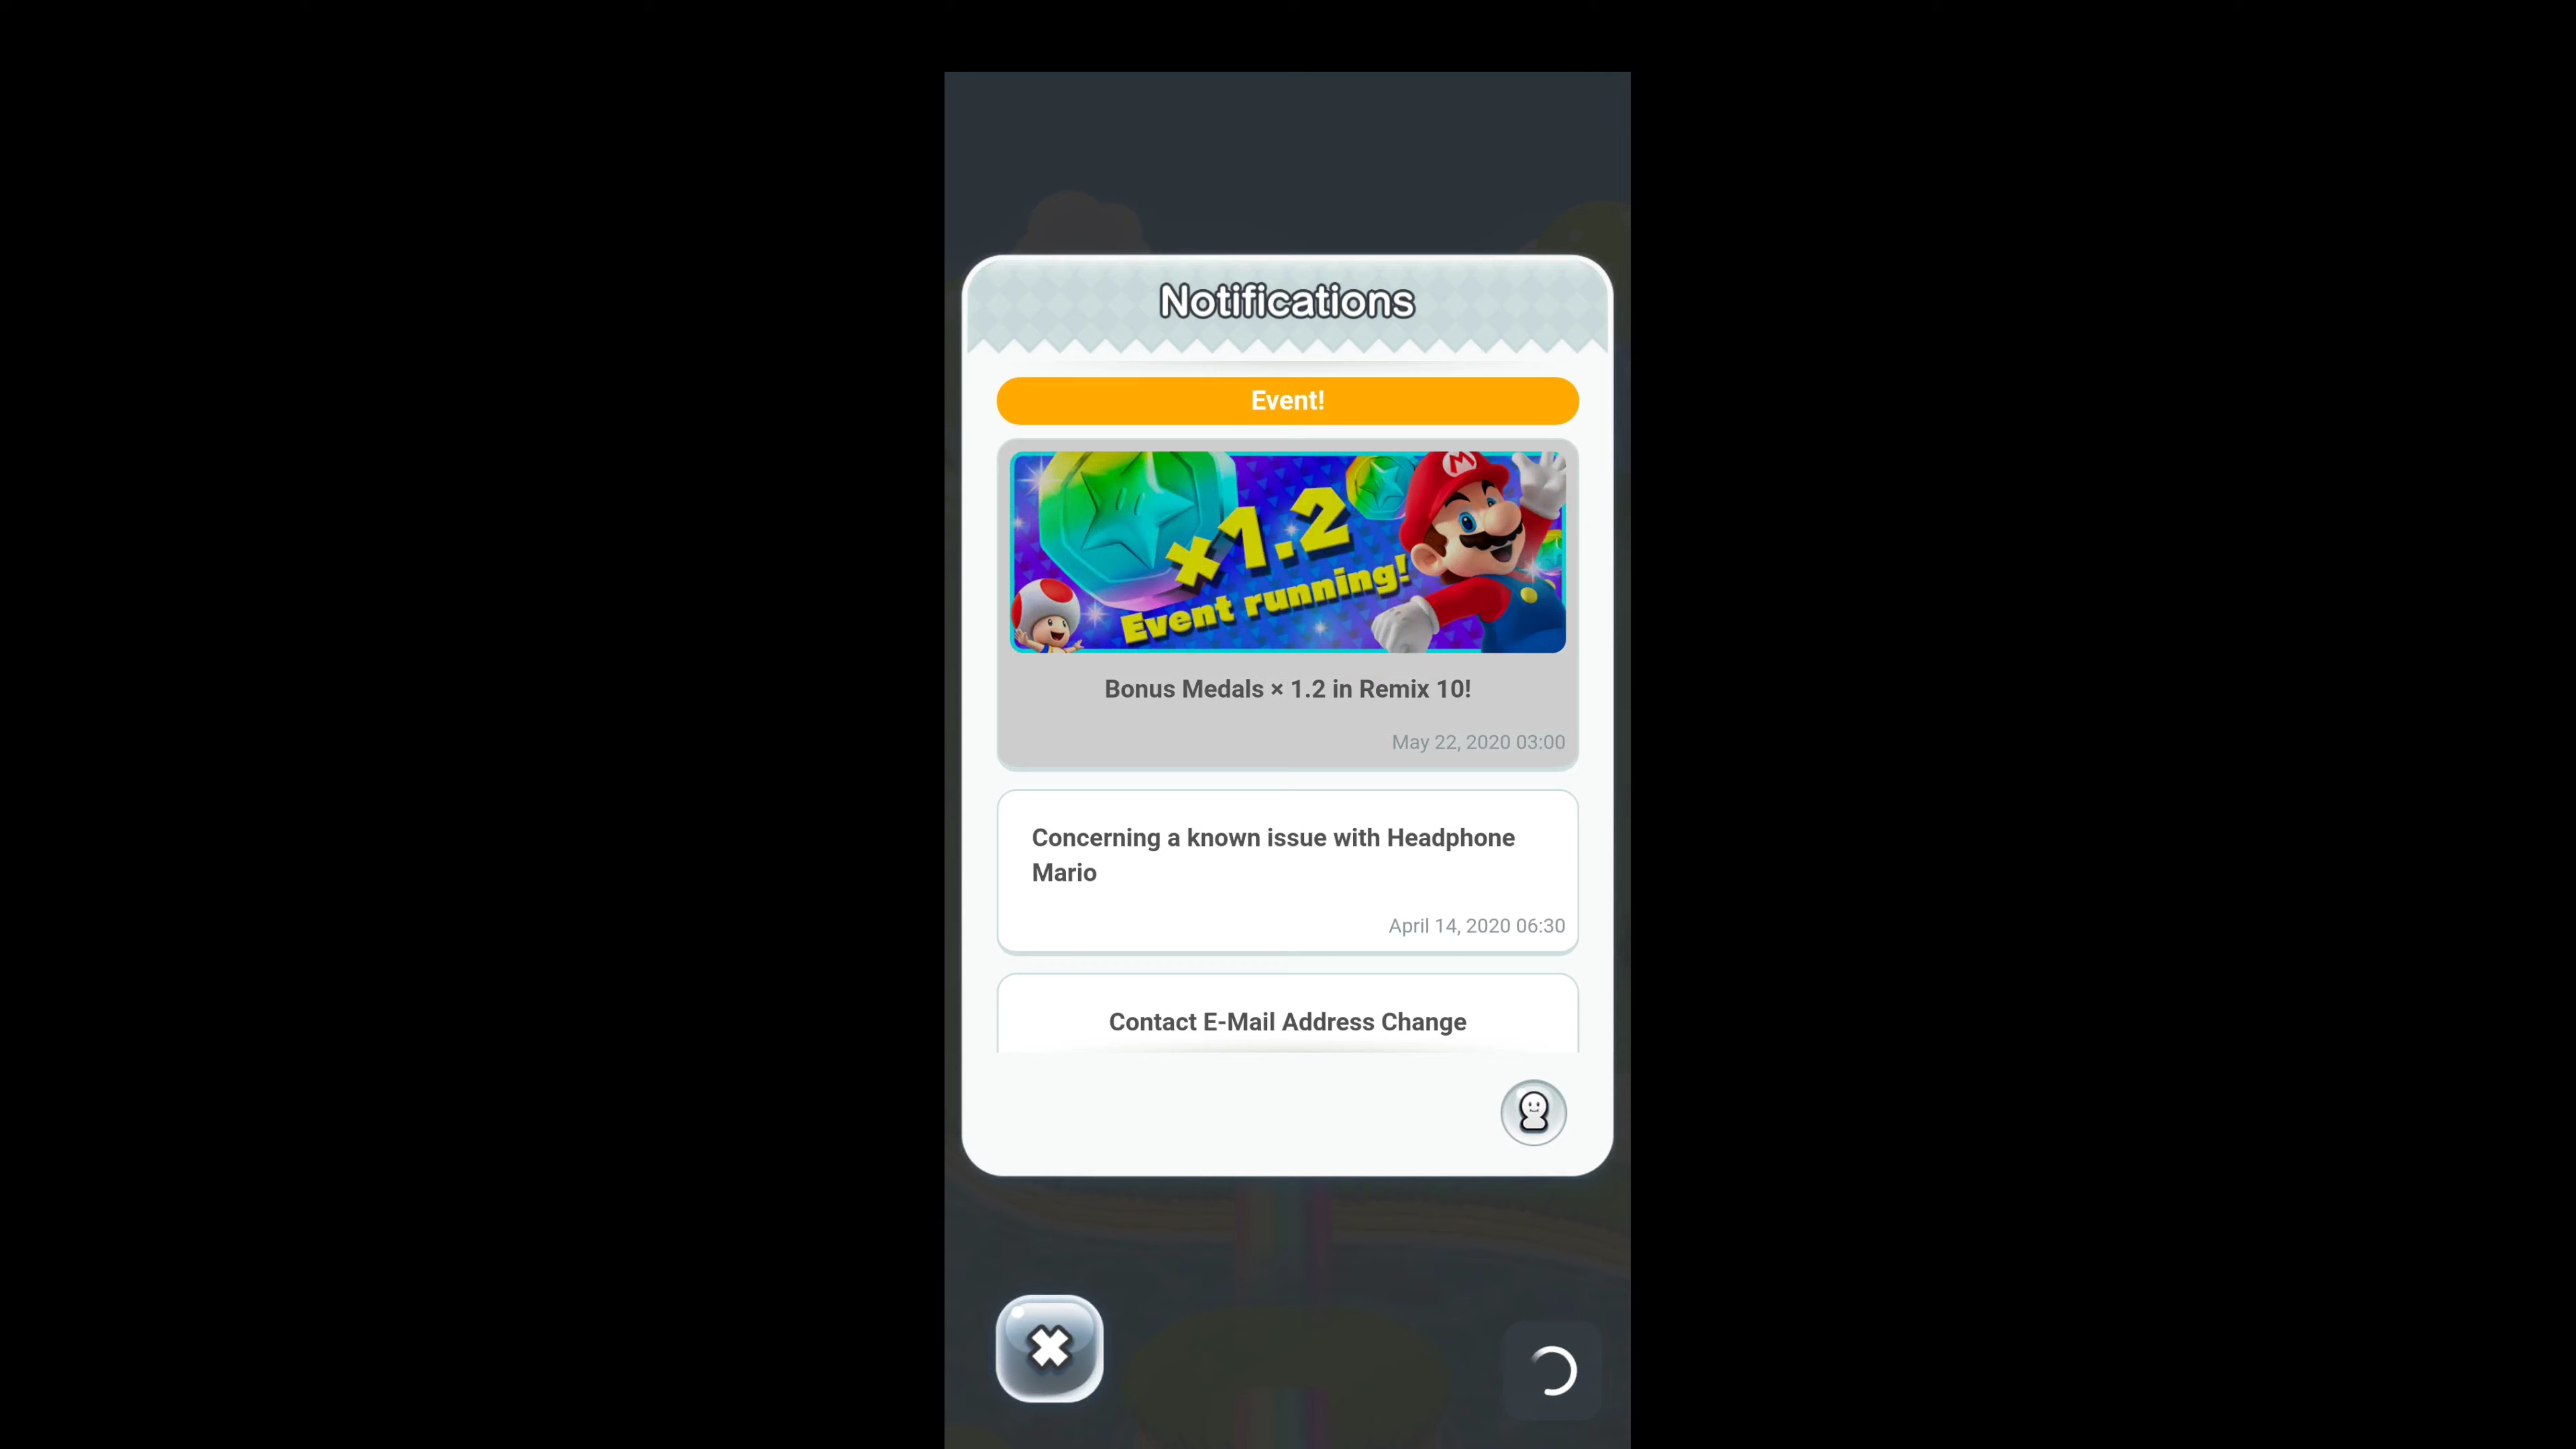 Notifications
Event!
×1.2
Event running!
Bonus Medals × 1.2 in Remix 10!
May 22, 2020 03:00
Concerning a known issue with Headphone
Mario
April 14, 2020 06:30
Contact E-Mail Address Change